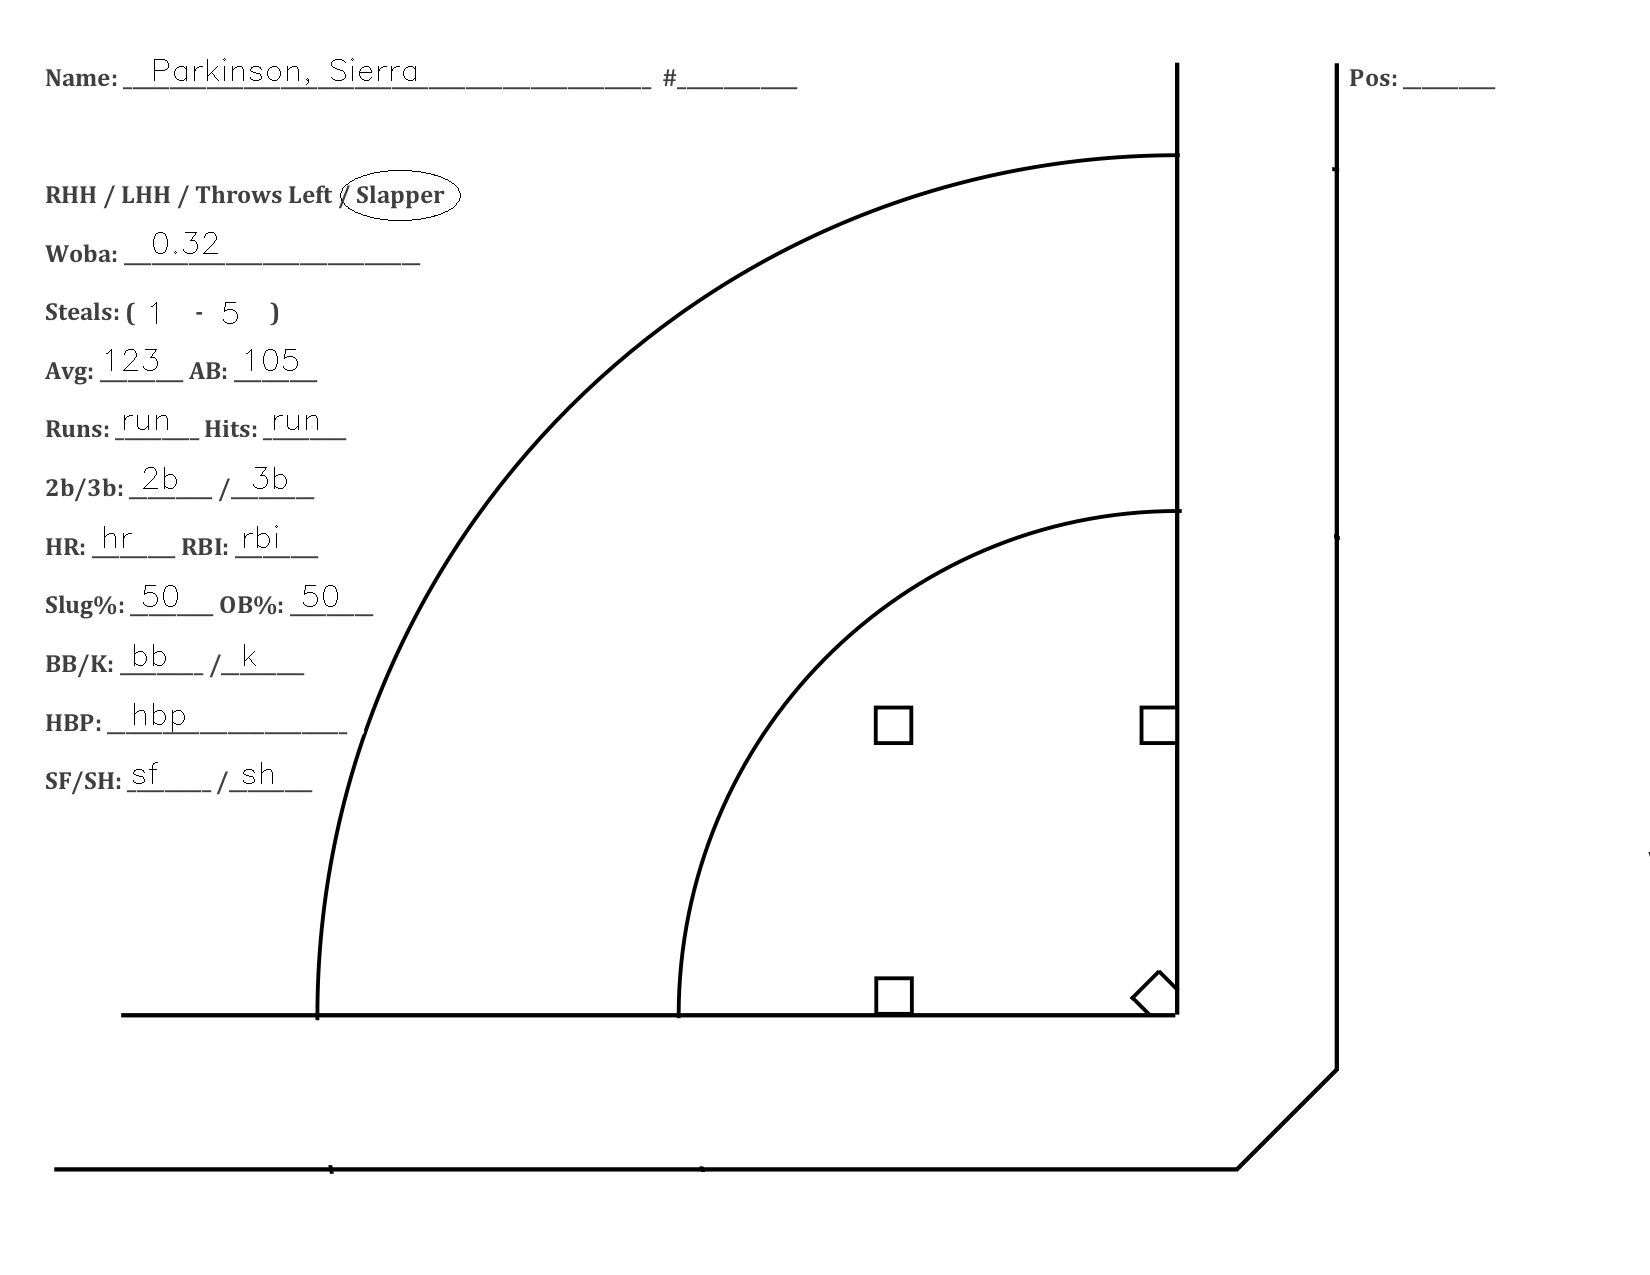 Name: Parkinson, Sierra # Pos:
RHH / LHH / Throws Left / Slapper
Woba: 0.32
Steals: ( 1 - 5 )
Avg: 123 AB: 105
Runs: run Hits: run
2b/3b: 2b / 3b
HR: hr RBI: rbi
Slug%: 50 OB%: 50
BB/K: bb / k
HBP: hbp
SF/SH: sf / sh